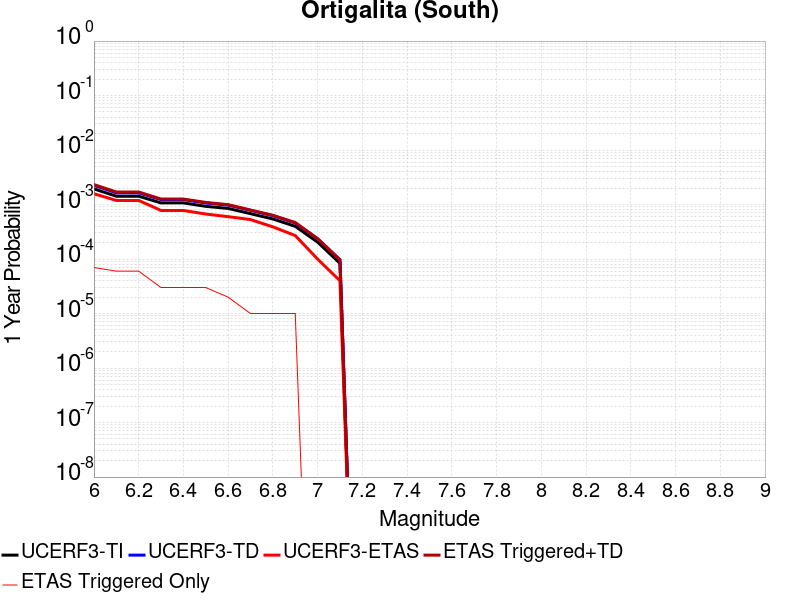 Ortigalita (South)
10^0
10^-1
10^-2
10^-3
10^-4
10^-5
10^-6
10^-7
10^-8
1 Year Probability
6 6.2 6.4 6.6 6.8 7 7.2 7.4 7.6 7.8 8 8.2 8.4 8.6 8.8 9
Magnitude
UCERF3-TI UCERF3-TD UCERF3-ETAS ETAS Triggered+TD
ETAS Triggered Only